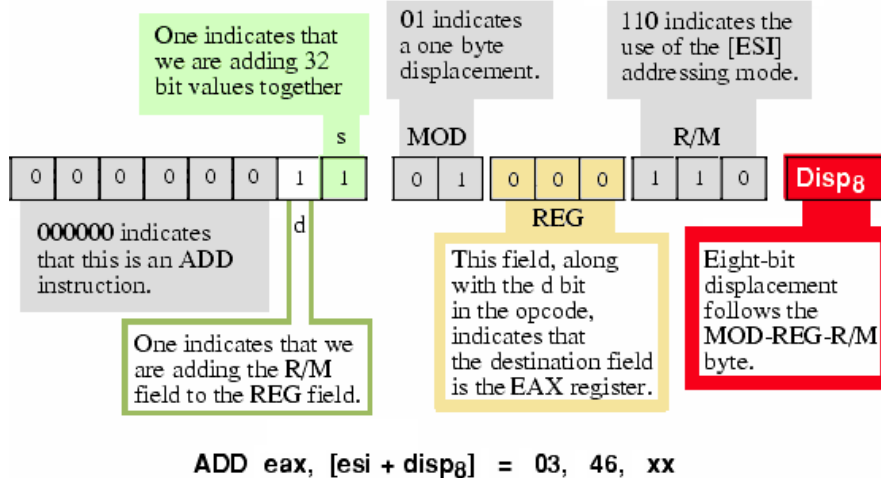 One indicates that
we are adding 32
bit values together
01 indicates
a one byte
displacement.
110 indicates the
use of the [ESI]
addressing mode.
s
MOD
R/M
0 0 0 0 0 0 1 1
0 1
0 0 0
1 1 0
Disp8
000000 indicates
that this is an ADD
instruction.
d
REG
One indicates that we
are adding the R/M
field to the REG field.
This field, along
with the d bit
in the opcode,
indicates that
the destination field
is the EAX register.
Eight-bit
displacement
follows the
MOD-REG-R/M
byte.
ADD eax, [esi + disp8] = 03, 46, xx